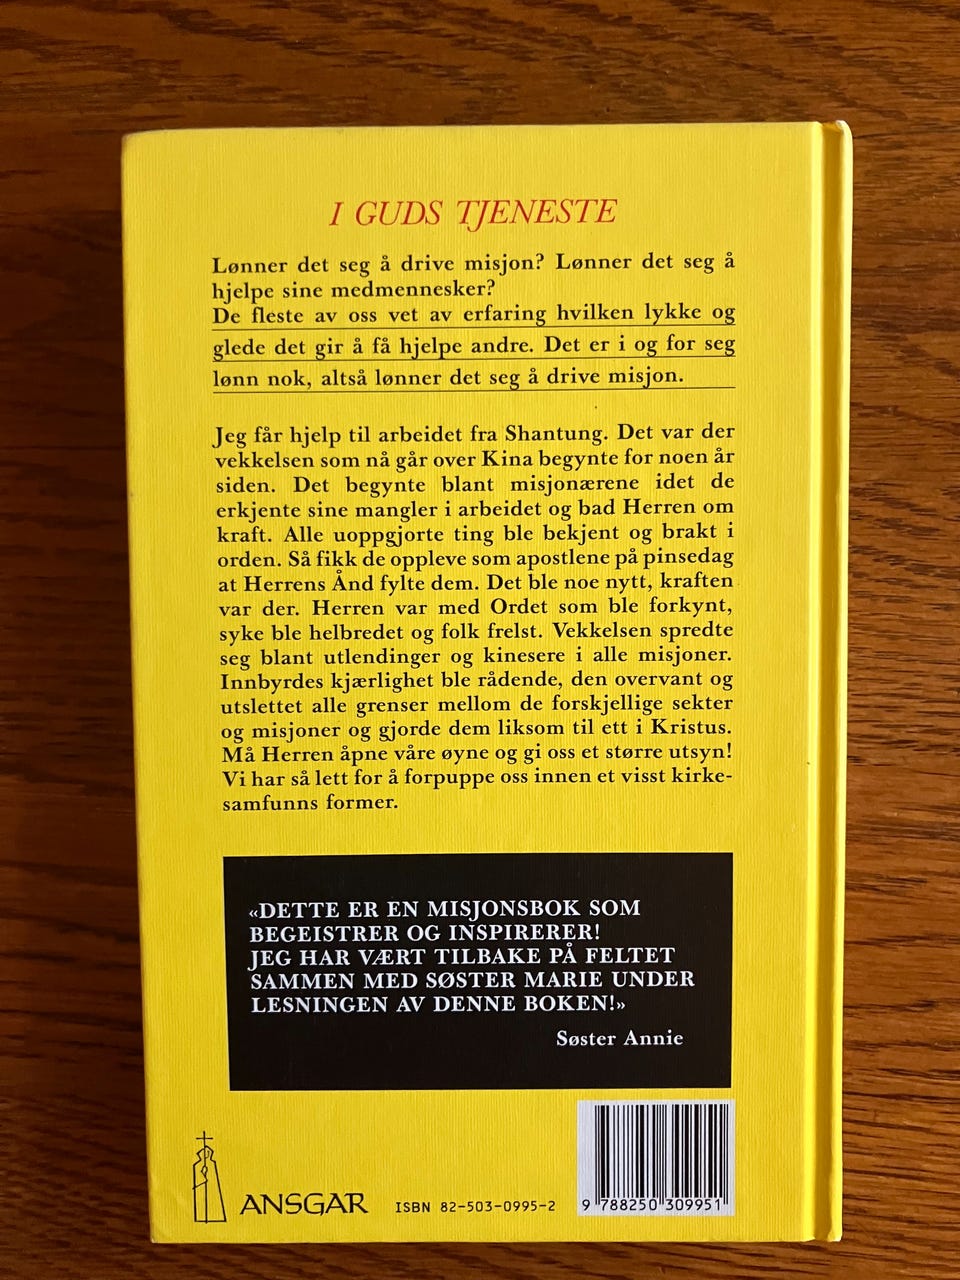 I GUDS TJENESTE
Lønner det seg å drive misjon? Lønner det seg å
hjelpe sine medmennesker?
De fleste av oss vet av erfaring hvilken lykke og
glede det gir å få hjelpe andre. Det er i og for seg
lønn nok, altså lønner det seg å drive misjon.
Jeg får hjelp til arbeidet fra Shantung. Det var der
vekkelsen som nå går over Kina begynte for noen år
siden. Det begynte blant misjonærene idet de
erkjente sine mangler i arbeidet og bad Herren om
kraft. Alle uoppgjorte ting ble bekjent og brakt i
orden. Så fikk de oppleve som apostlene på pinsedag
at Herrens Ånd fylte dem. Det ble noe nytt, kraften
var der. Herren var med Ordet som ble forkynt,
syke ble helbredet og folk frelst. Vekkelsen spredte
seg blant utlendinger og kinesere i alle misjoner.
Innbyrdes kjærlighet ble rådende, den overvant og
utslettet alle grenser mellom de forskjellige sekter
og misjoner og gjorde dem liksom til ett i Kristus.
Må Herren åpne våre øyne og gi oss et større utsyn!
Vi har så lett for å forpuppe oss innen et visst kirke-
samfunns former.
«DETTE ER EN MISJONSBOK SOM
BEGEISTRER OG INSPIRERER!
JEG HAR VÆRT TILBAKE PÅ FELTET
SAMMEN MED SØSTER MARIE UNDER
LESNINGEN AV DENNE BOKEN!»
Søster Annie
ANSGAR
ISBN 82-503-0995-2
9 788250 309951